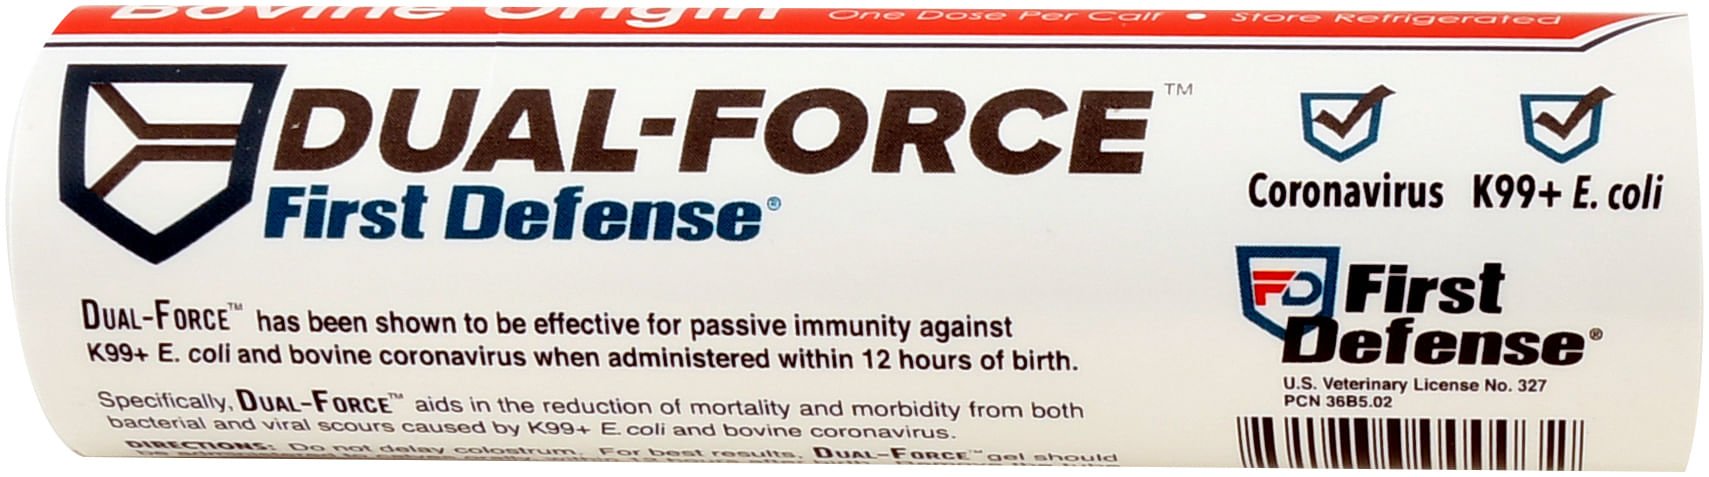 Bovine Origin One Dose Per Calf • Store Refrigerated
DUAL-FORCE™
First Defense®
Coronavirus K99+ E. coli
FD First
Defense®
U.S. Veterinary License No. 327
PCN 36B5.02
DUAL-FORCE™ has been shown to be effective for passive immunity against
K99+ E. coli and bovine coronavirus when administered within 12 hours of birth.
Specifically, DUAL-FORCE™ aids in the reduction of mortality and morbidity from both
bacterial and viral scours caused by K99+ E. coli and bovine coronavirus.
DIRECTIONS: Do not delay colostrum. For best results, DUAL-FORCE™ gel should